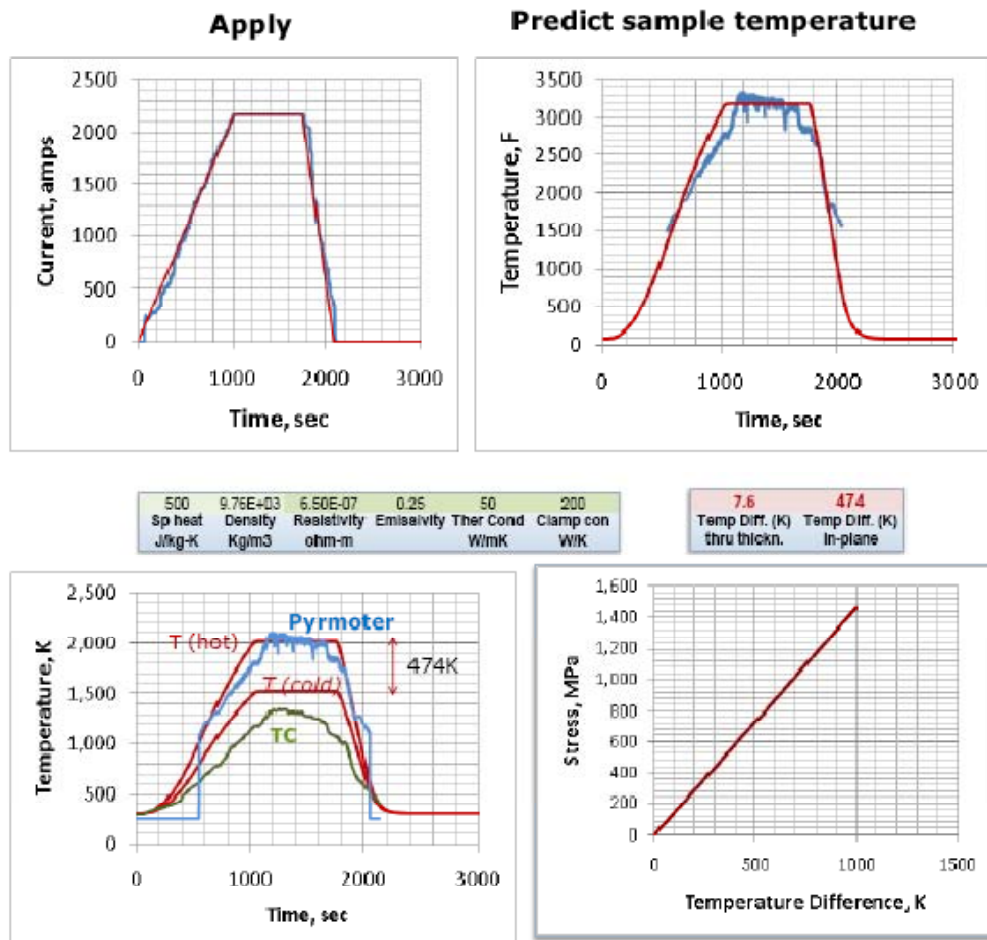 Apply
Predict sample temperature
Current, amps
2500
2000
1500
1000
500
0
0 1000 2000 3000
Time, sec
Temperature, F
3500
3000
2500
2000
1500
1000
500
0
0 1000 2000 3000
Time, sec
500 9.76E+03 6.50E-07 0.25 50 200
Sp heat Density Resistivity Emissivity Ther Cond Clamp con
J/kg-K Kg/m3 ohm-m W/mK W/K
7.6 474
Temp Diff. (K) Temp Diff. (K)
thru thickn. In-plane
Temperature, K
2,500
2,000
1,500
1,000
500
0
T (hot)
Pyrmoter
474K
T (cold)
TC
0 1000 2000 3000
Time, sec
Stress, MPa
1,600
1,400
1,200
1,000
800
600
400
200
0
0 500 1000 1500
Temperature Difference, K